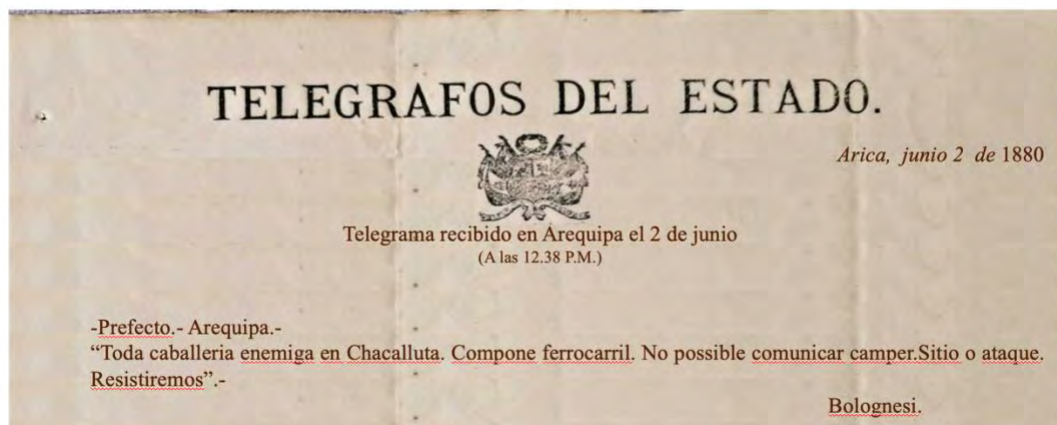 TELEGRAFOS DEL ESTADO.
Arica, junio 2 de 1880
Telegrama recibido en Arequipa el 2 de junio
(A las 12.38 P.M.)
-Prefecto.- Arequipa.-
“Toda caballeria enemiga en Chacalluta. Compone ferrocarril. No possible comunicar camper.Sitio o ataque.
Resistiremos”.-
Bolognesi.